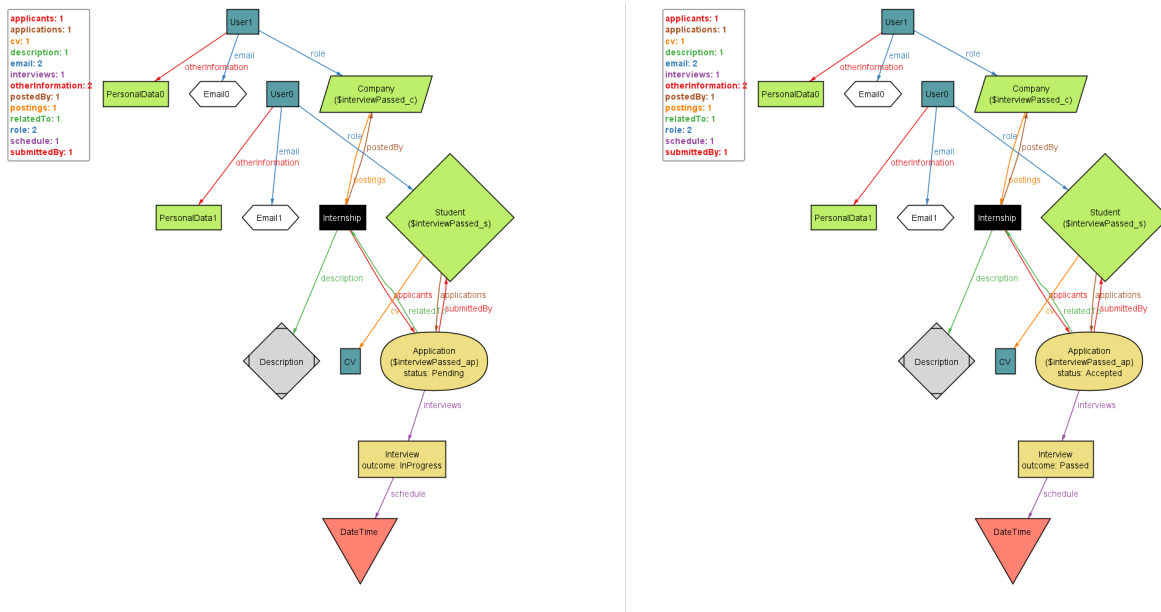 applicants: 1
applications: 1
cv: 1
description: 1
email: 2
interviews: 1
otherInformation: 2
postedBy: 1
postings: 1
relatedTo: 1
role: 2
schedule: 1
submittedBy: 1
User1
email
role
otherInformation
PersonalData0
Email0
User0
Company
($interviewPassed_c)
role
postedBy
email
otherInformation
postings
PersonalData1
Email1
Internship
Student
($interviewPassed_s)
description
applicants
applications
cv
relatedTo
submittedBy
Description
CV
Application
($interviewPassed_ap)
status: Pending
interviews
Interview
outcome: InProgress
schedule
DateTime
applicants: 1
applications: 1
cv: 1
description: 1
email: 2
interviews: 1
otherInformation: 2
postedBy: 1
postings: 1
relatedTo: 1
role: 2
schedule: 1
submittedBy: 1
User1
email
role
otherInformation
PersonalData0
Email0
User0
Company
($interviewPassed_c)
role
postedBy
email
otherInformation
postings
PersonalData1
Email1
Internship
Student
($interviewPassed_s)
description
applicants
applications
cv
relatedTo
submittedBy
Description
CV
Application
($interviewPassed_ap)
status: Accepted
interviews
Interview
outcome: Passed
schedule
DateTime